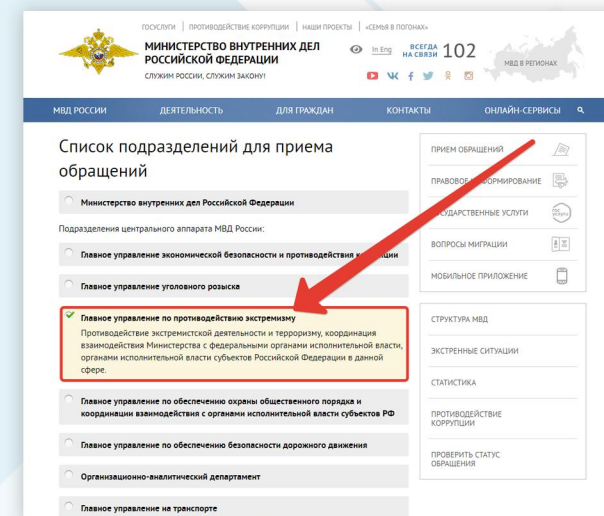 ГОСУСЛУГИ | ПРОТИВОДЕЙСТВИЕ КОРРУПЦИИ | НАШИ ПРОЕКТЫ | «СЕМЬЯ В ПОГОНАХ»
МИНИСТЕРСТВО ВНУТРЕННИХ ДЕЛ
РОССИЙСКОЙ ФЕДЕРАЦИИ
СЛУЖИМ РОССИИ, СЛУЖИМ ЗАКОНУ!
In Eng
ВСЕГДА
НА СВЯЗИ 102
МВД В РЕГИОНАХ
МВД РОССИИ ДЕЯТЕЛЬНОСТЬ ДЛЯ ГРАЖДАН КОНТАКТЫ ОНЛАЙН-СЕРВИСЫ
Список подразделений для приема
обращений
Министерство внутренних дел Российской Федерации
Подразделения центрального аппарата МВД России:
Главное управление экономической безопасности и противодействия
Главное управление уголовного розыска
Главное управление по противодействию экстремизму
Противодействие экстремистской деятельности и терроризму, координация
взаимодействия Министерства с федеральными органами исполнительной власти,
органами исполнительной власти субъектов Российской Федерации в данной
сфере.
Главное управление по обеспечению охраны общественного порядка и
координации взаимодействия с органами исполнительной власти субъектов РФ
Главное управление по обеспечению безопасности дорожного движения
Организационно-аналитический департамент
Главное управление на транспорте
ПРИЕМ ОБРАЩЕНИЙ
ПРАВОВОЕ
УСЛУГИ
ВОПРОСЫ МИГРАЦИИ
МОБИЛЬНОЕ ПРИЛОЖЕНИЕ
СТРУКТУРА МВД
ЭКСТРЕННЫЕ СИТУАЦИИ
СТАТИСТИКА
ПРОТИВОДЕЙСТВИЕ
КОРРУПЦИИ
ПРОВЕРИТЬ СТАТУС
ОБРАЩЕНИЯ